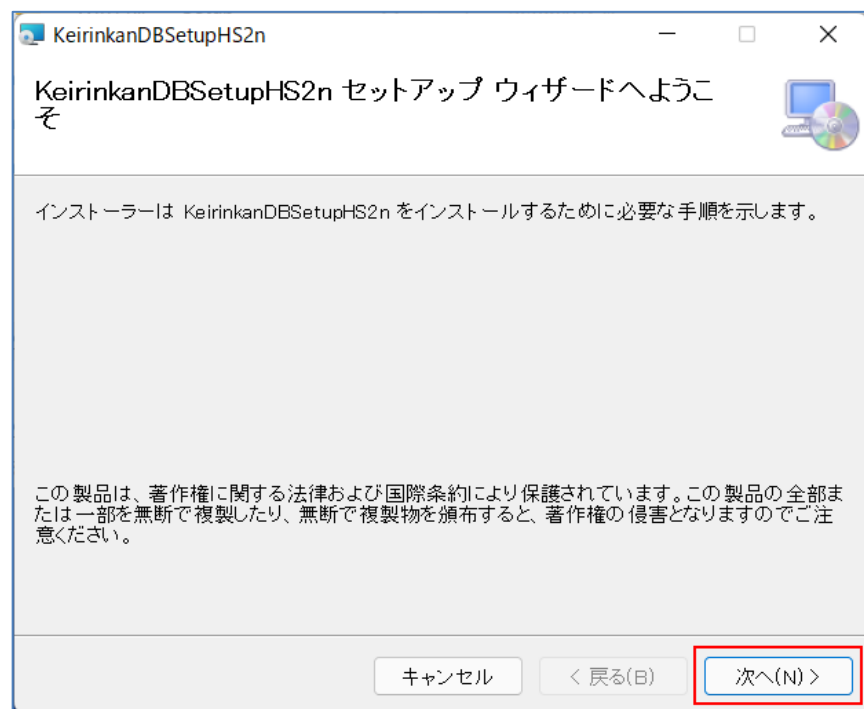 KeirinkanDBSetupHS2n
KeirinkanDBSetupHS2n セットアップ ウィザードへようこ
そ
インストーラーは KeirinkanDBSetupHS2n をインストールするために必要な手順を示します。
この製品は、著作権に関する法律および国際条約により保護されています。この製品の全部ま
たは一部を無断で複製したり、無断で複製物を頒布すると、著作権の侵害となりますのでご注
意ください。
キャンセル
< 戻る(B)
次へ(N) >